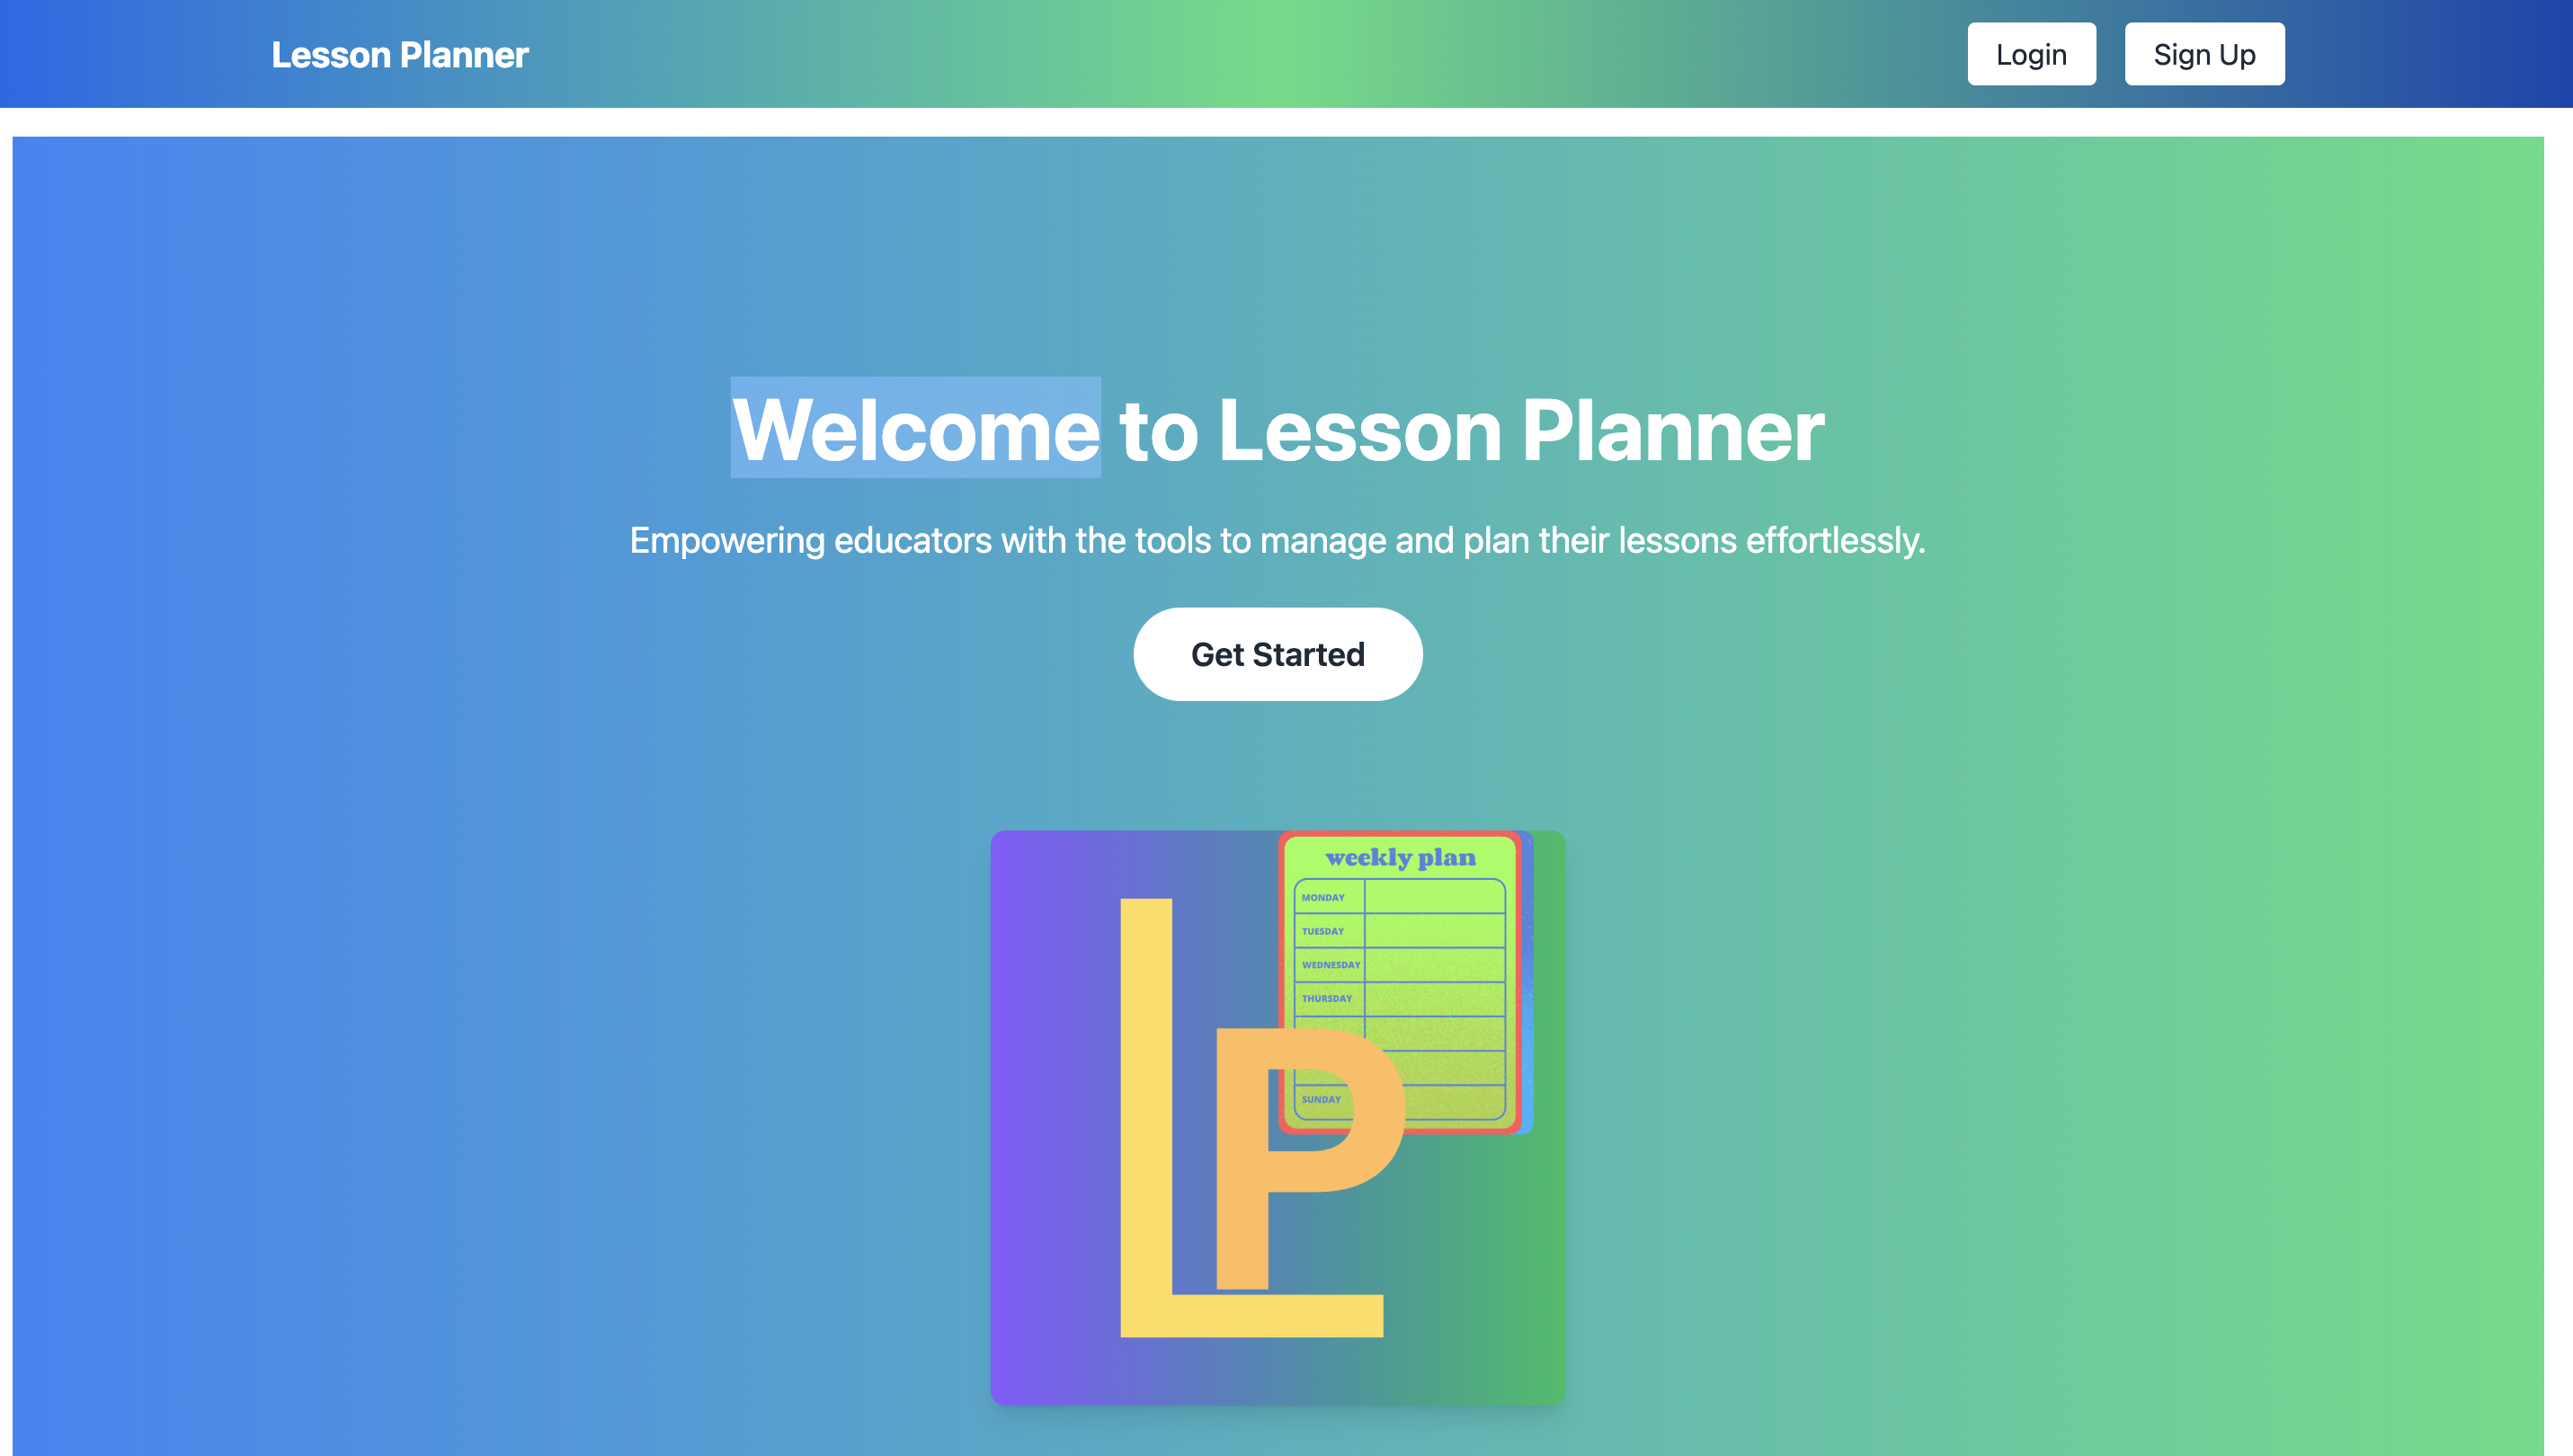 Lesson Planner
Login
Sign Up
Welcome to Lesson Planner
Empowering educators with the tools to manage and plan their lessons effortlessly.
Get Started
weekly plan
MONDAY
TUESDAY
WEDNESDAY
THURSDAY
SUNDAY
LP